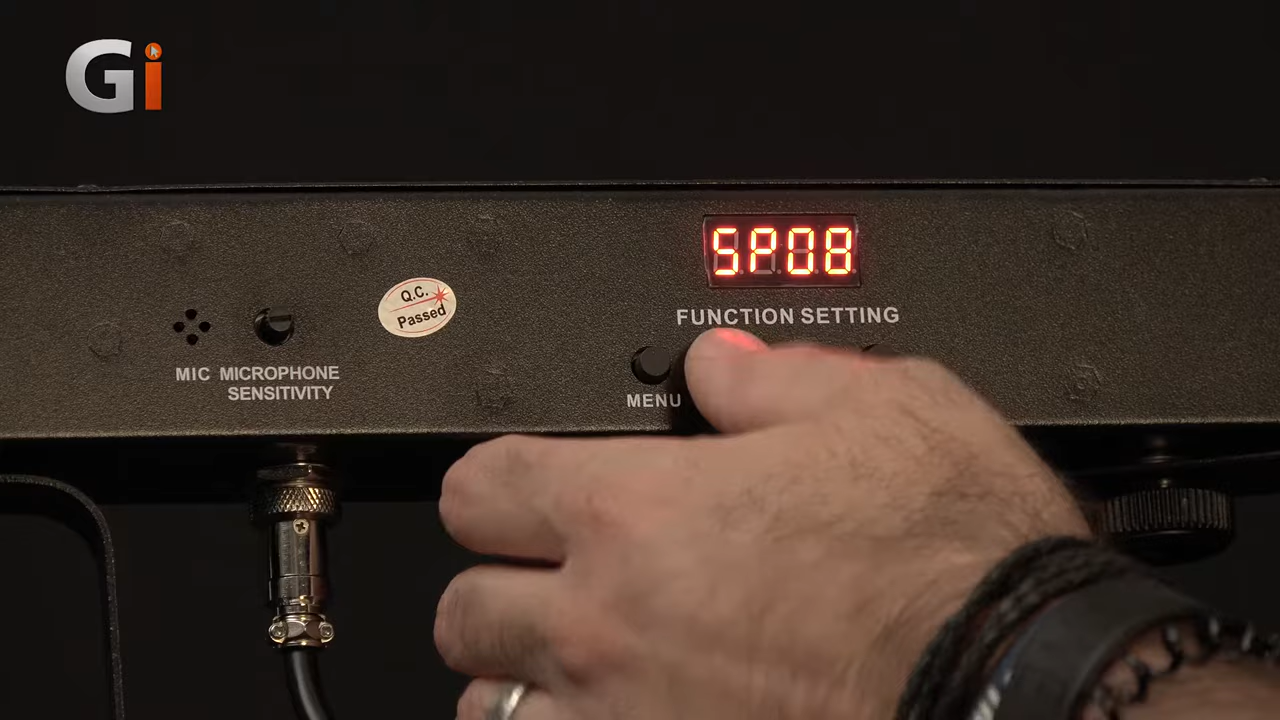 Gi
SP08
FUNCTION SETTING
Q.C.
Passed
MIC MICROPHONE
SENSITIVITY
MENU